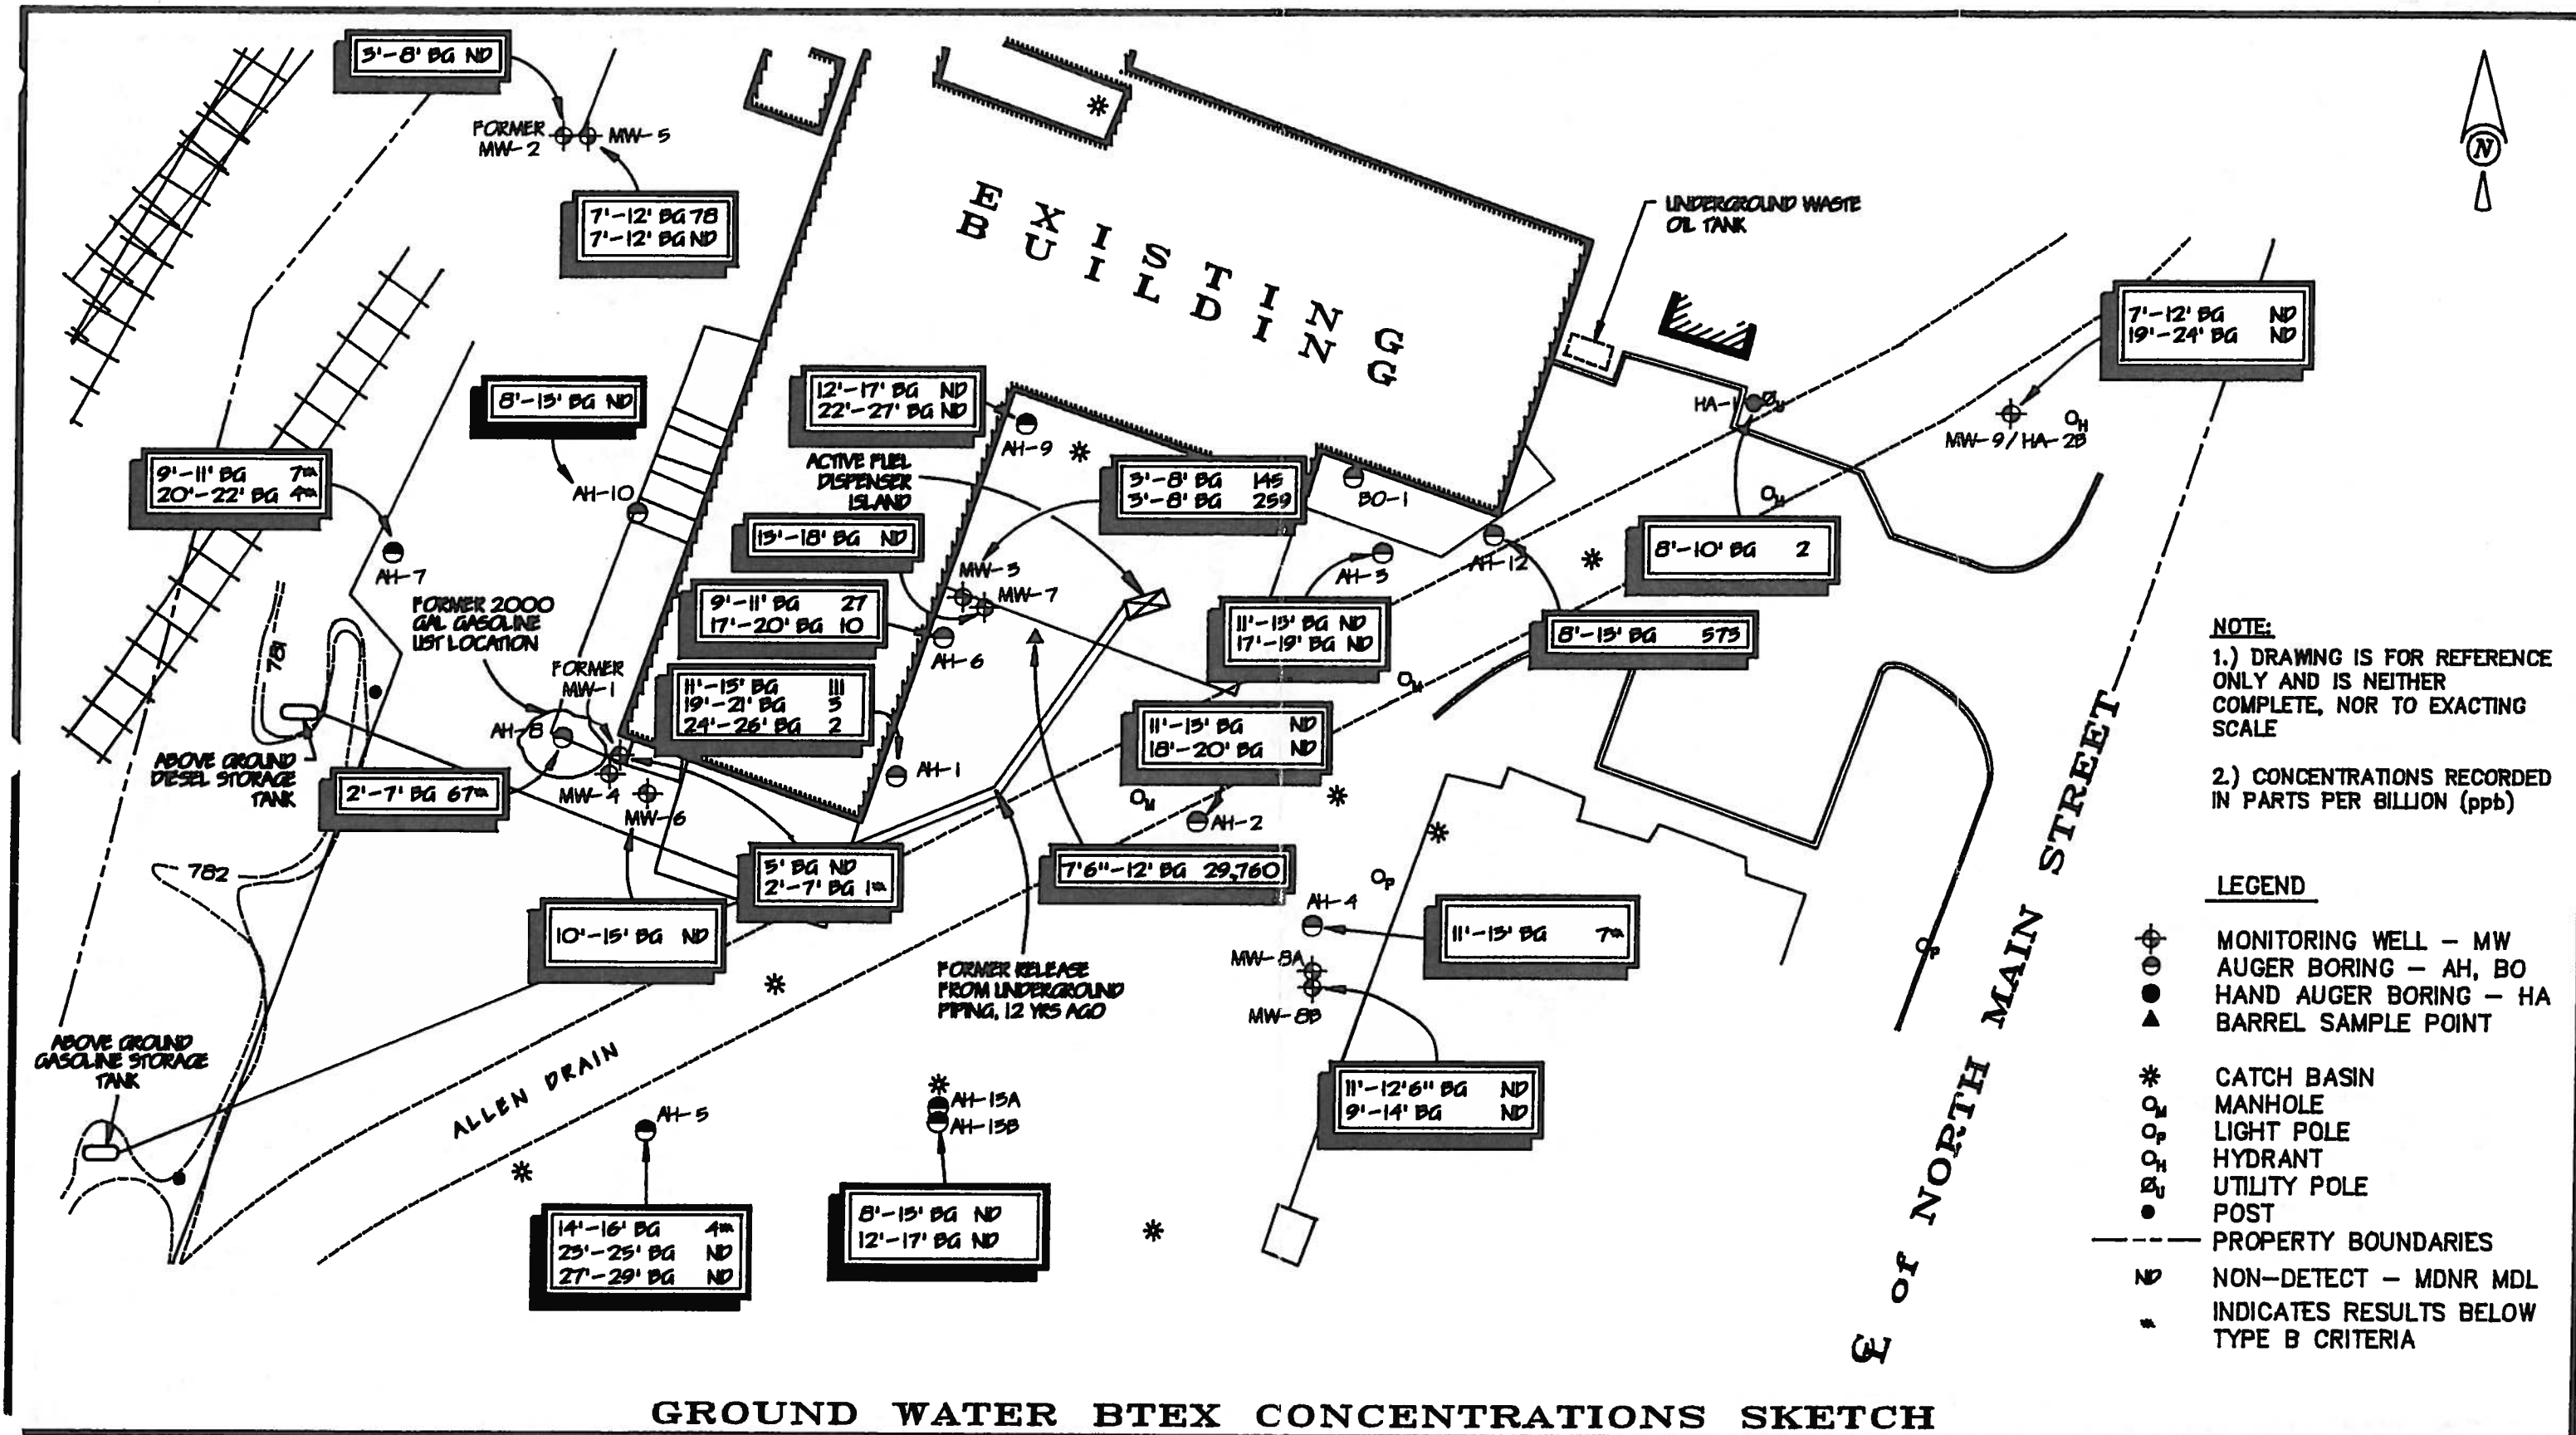 3'-8' BG ND
FORMER
MW-2
MW-5
7'-12' BG 78
7'-12' BG ND
EXISTING
BUILDING
UNDERGROUND WASTE
OIL TANK
N
7'-12' BG ND
19'-24' BG ND
8'-13' BG ND
AH-10
12'-17' BG ND
22'-27' BG ND
AH-9
HA-1
Ø U
MW-9/HA-2B
O H
9'-11' BG 7**
20'-22' BG 4**
AH-7
ACTIVE FUEL
DISPENSER
ISLAND
3'-8' BG 145
3'-8' BG 259
BO-1
O H
13'-18' BG ND
MW-3
MW-7
AH-3
AH-12
8'-10' BG 2
FORMER 2000
GAL GASOLINE
UST LOCATION
9'-11' BG 27
17'-20' BG 10
AH-6
11'-13' BG ND
17'-19' BG ND
8'-13' BG 573
781
FORMER
MW-1
11'-13' BG 111
19'-21' BG 3
24'-26' BG 2
O M
AH-8
AH-1
11'-13' BG ND
18'-20' BG ND
ABOVE GROUND
DIESEL STORAGE
TANK
2'-7' BG 67**
MW-4
MW-6
O M
AH-2
782
5' BG ND
2'-7' BG 1**
7'6"-12' BG 29,760
O P
10'-15' BG ND
AH-4
11'-13' BG 7**
MW-8A
MW-8B
O P
FORMER RELEASE
FROM UNDERGROUND
PIPING, 12 YRS AGO
ABOVE GROUND
GASOLINE STORAGE
TANK
ALLEN DRAIN
11'-12'6" BG ND
9'-14' BG ND
AH-5
AH-13A
AH-13B
14'-16' BG 4**
23'-25' BG ND
27'-29' BG ND
8'-13' BG ND
12'-17' BG ND
℄ of NORTH MAIN STREET
NOTE:
1.) DRAWING IS FOR REFERENCE
ONLY AND IS NEITHER
COMPLETE, NOR TO EXACTING
SCALE
2.) CONCENTRATIONS RECORDED
IN PARTS PER BILLION (ppb)
LEGEND
MONITORING WELL - MW
AUGER BORING - AH, BO
HAND AUGER BORING - HA
BARREL SAMPLE POINT
CATCH BASIN
O M MANHOLE
O P LIGHT POLE
O H HYDRANT
Ø U UTILITY POLE
POST
PROPERTY BOUNDARIES
ND NON-DETECT - MDNR MDL
** INDICATES RESULTS BELOW
TYPE B CRITERIA
GROUND WATER BTEX CONCENTRATIONS SKETCH